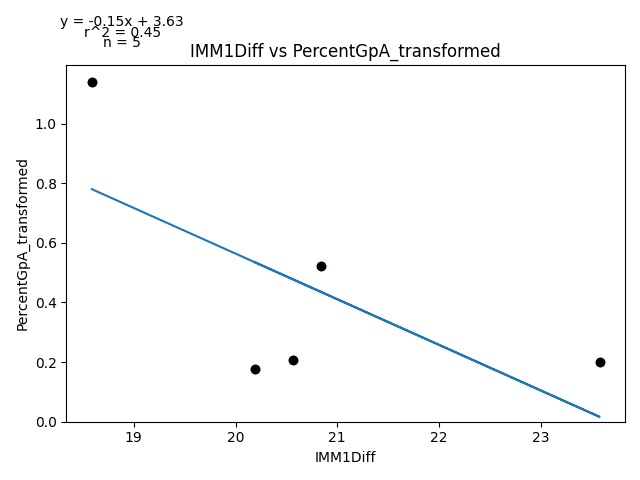 y = -0.15x + 3.63
r^2 = 0.45
n = 5
IMM1Diff vs PercentGpA_transformed
PercentGpA_transformed
1.0
0.8
0.6
0.4
0.2
0.0
19 20 21 22 23
IMM1Diff